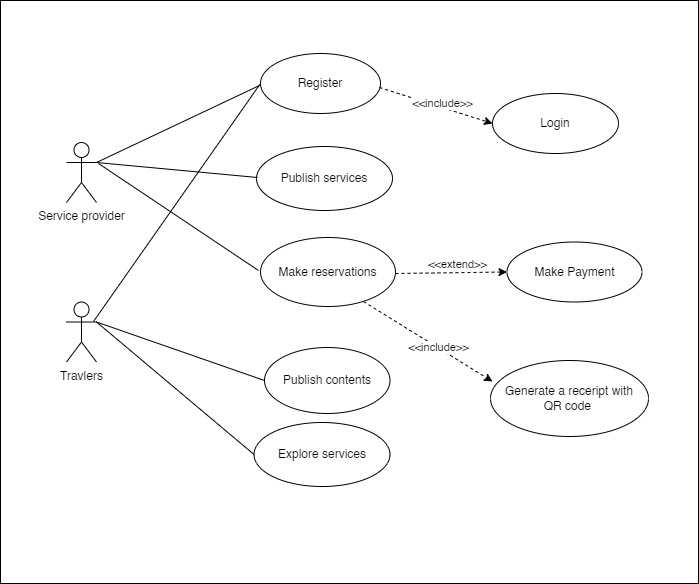 Register
<<include>>
Login
Publish services
Service provider
<<extend>>
Make reservations
Make Payment
<<include>>
Travlers
Publish contents
Generate a receript with
QR code
Explore services